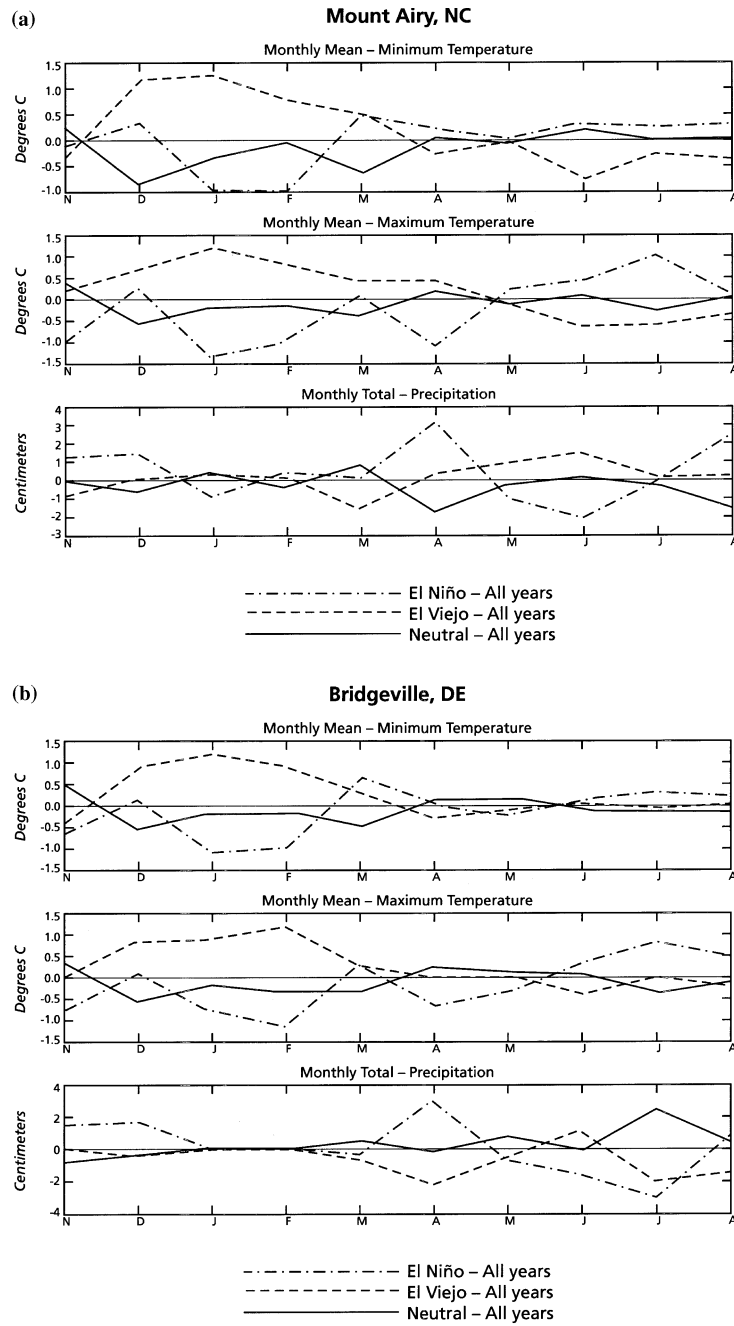 (a)
Mount Airy, NC
Monthly Mean – Minimum Temperature
Degrees C
1.5
1.0
0.5
0.0
-0.5
-1.0
N D J F M A M J J A
Monthly Mean – Maximum Temperature
Degrees C
1.5
1.0
0.5
0.0
-0.5
1.0
-1.5
N D J F M A M J J A
Monthly Total – Precipitation
Centimeters
4
3
2
1
0
-1
-2
-3
N D J F M A M J J A
El Niño – All years
El Viejo – All years
Neutral – All years
(b)
Bridgeville, DE
Monthly Mean – Minimum Temperature
Degrees C
1.5
1.0
0.5
0.0
-0.5
-1.0
-1.5
N D J F M A M J J A
Monthly Mean – Maximum Temperature
Degrees C
1.5
1.0
0.5
0.0
-0.5
-1.0
-1.5
N D J F M A M J J A
Monthly Total – Precipitation
Centimeters
4
2
0
-2
-4
N D J F M A M J J A
El Niño – All years
El Viejo – All years
Neutral – All years